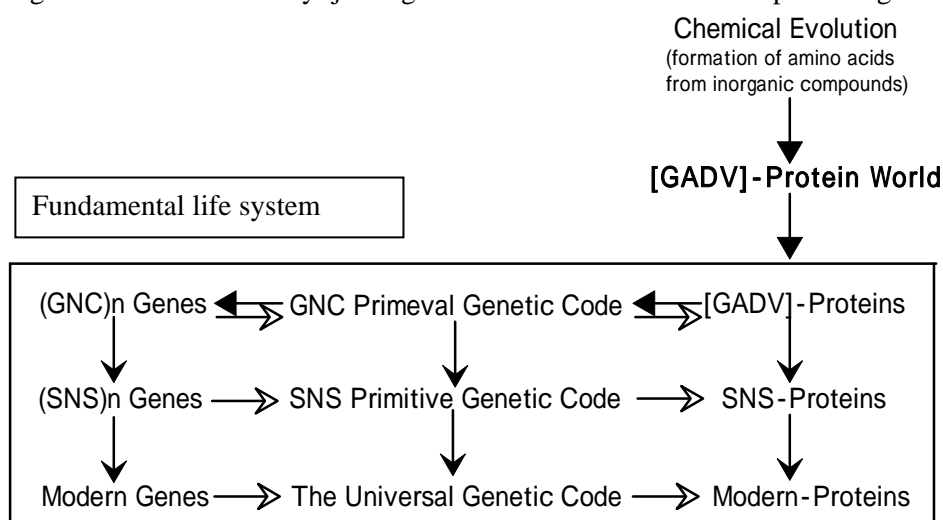 Chemical Evolution
(formation of amino acids
from inorganic compounds)
[GADV]-Protein World
Fundamental life system
(GNC)n Genes GNC Primeval Genetic Code [GADV]-Proteins
(SNS)n Genes SNS Primitive Genetic Code SNS-Proteins
Modern Genes The Universal Genetic Code Modern-Proteins